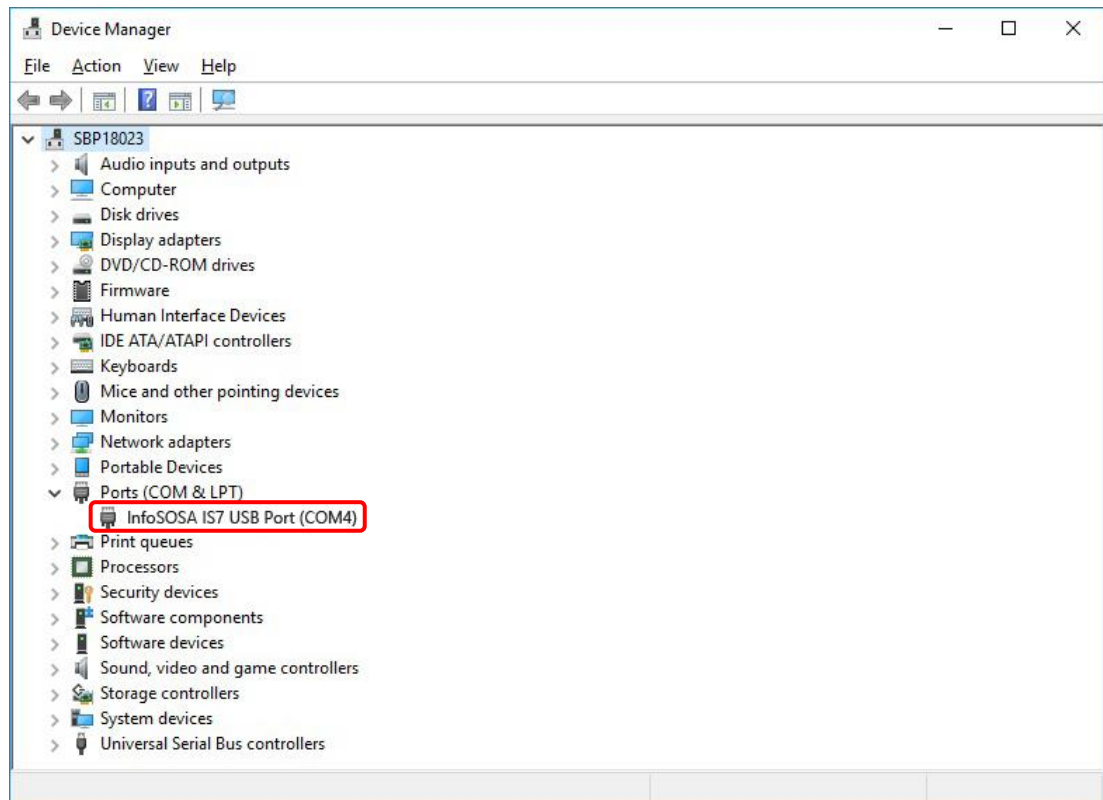 Device Manager
File Action View Help
SBP18023
Audio inputs and outputs
Computer
Disk drives
Display adapters
DVD/CD-ROM drives
Firmware
Human Interface Devices
IDE ATA/ATAPI controllers
Keyboards
Mice and other pointing devices
Monitors
Network adapters
Portable Devices
Ports (COM & LPT)
InfoSOSA IS7 USB Port (COM4)
Print queues
Processors
Security devices
Software components
Software devices
Sound, video and game controllers
Storage controllers
System devices
Universal Serial Bus controllers